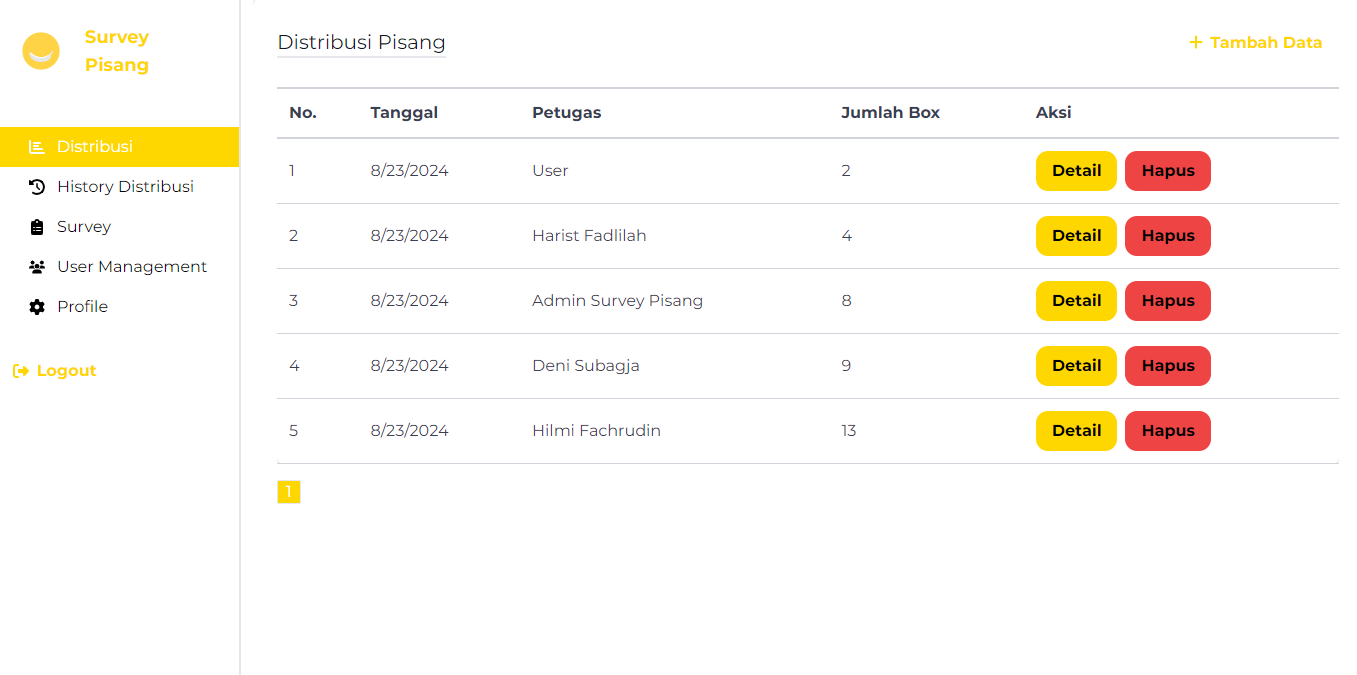 Survey
Pisang
Distribusi
History Distribusi
Survey
User Management
Profile
Logout
Distribusi Pisang
+ Tambah Data
No. Tanggal Petugas Jumlah Box Aksi
1 8/23/2024 User 2 Detail Hapus
2 8/23/2024 Harist Fadlilah 4 Detail Hapus
3 8/23/2024 Admin Survey Pisang 8 Detail Hapus
4 8/23/2024 Deni Subagja 9 Detail Hapus
5 8/23/2024 Hilmi Fachrudin 13 Detail Hapus
1